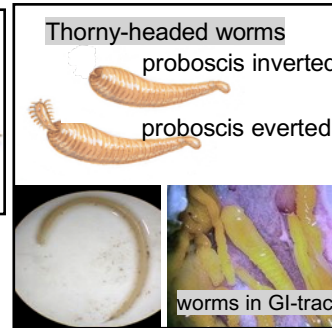 Thorny-headed worms
proboscis inverted
proboscis everted
worms in GI-trac